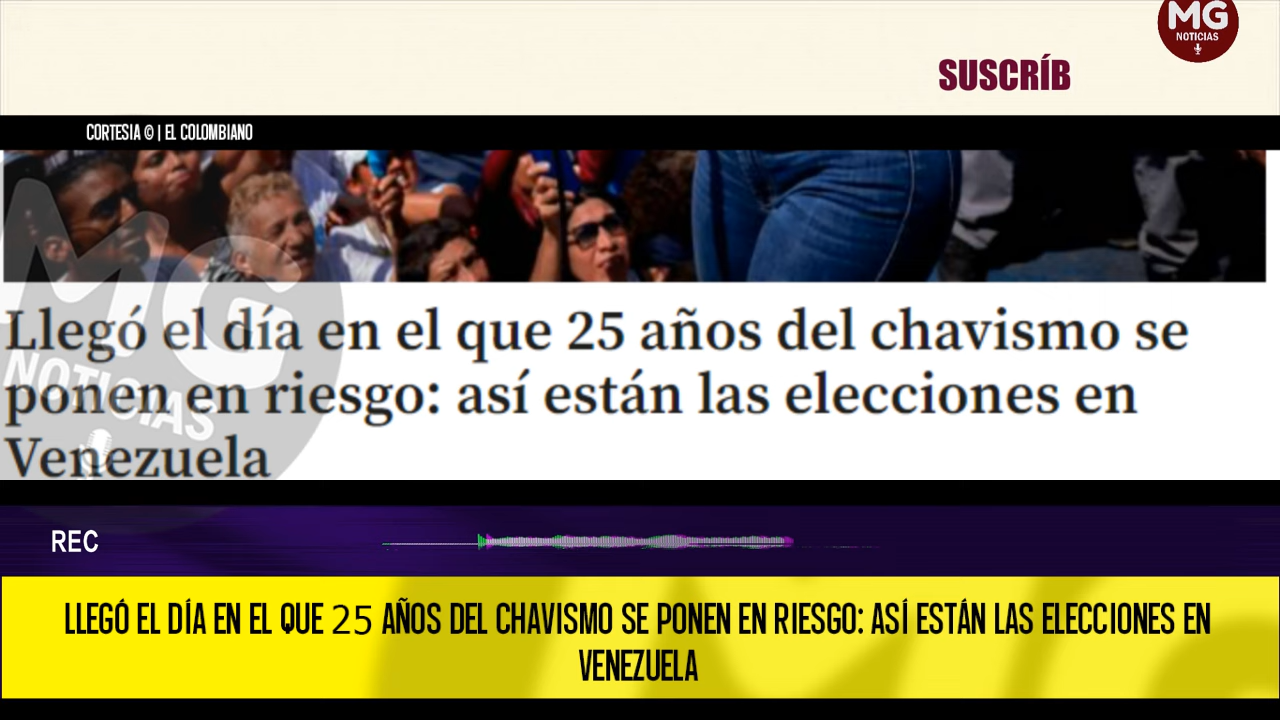 MG
NOTICIAS
SUSCRÍB
CORTESIA © | EL COLOMBIANO
MG
NOTICIAS
Llegó el día en el que 25 años del chavismo se
ponen en riesgo: así están las elecciones en
Venezuela
REC
LLEGÓ EL DÍA EN EL QUE 25 AÑOS DEL CHAVISMO SE PONEN EN RIESGO: ASÍ ESTÁN LAS ELECCIONES EN
VENEZUELA